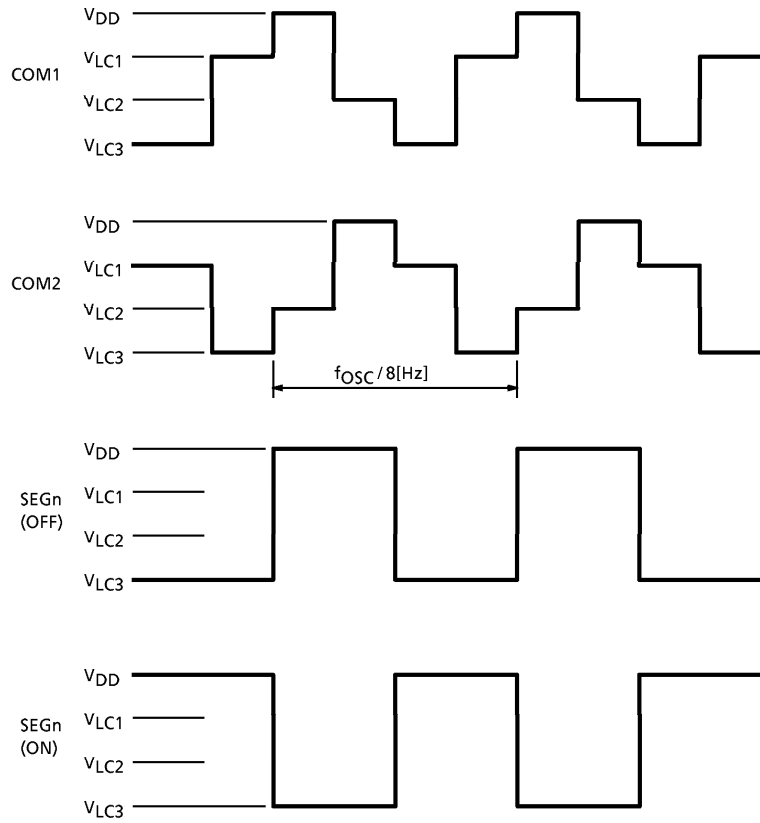 COM1
VDD
VLC1
VLC2
VLC3
COM2
VDD
VLC1
VLC2
VLC3
fOSC/8[Hz]
SEGn
(OFF)
VDD
VLC1
VLC2
VLC3
SEGn
(ON)
VDD
VLC1
VLC2
VLC3